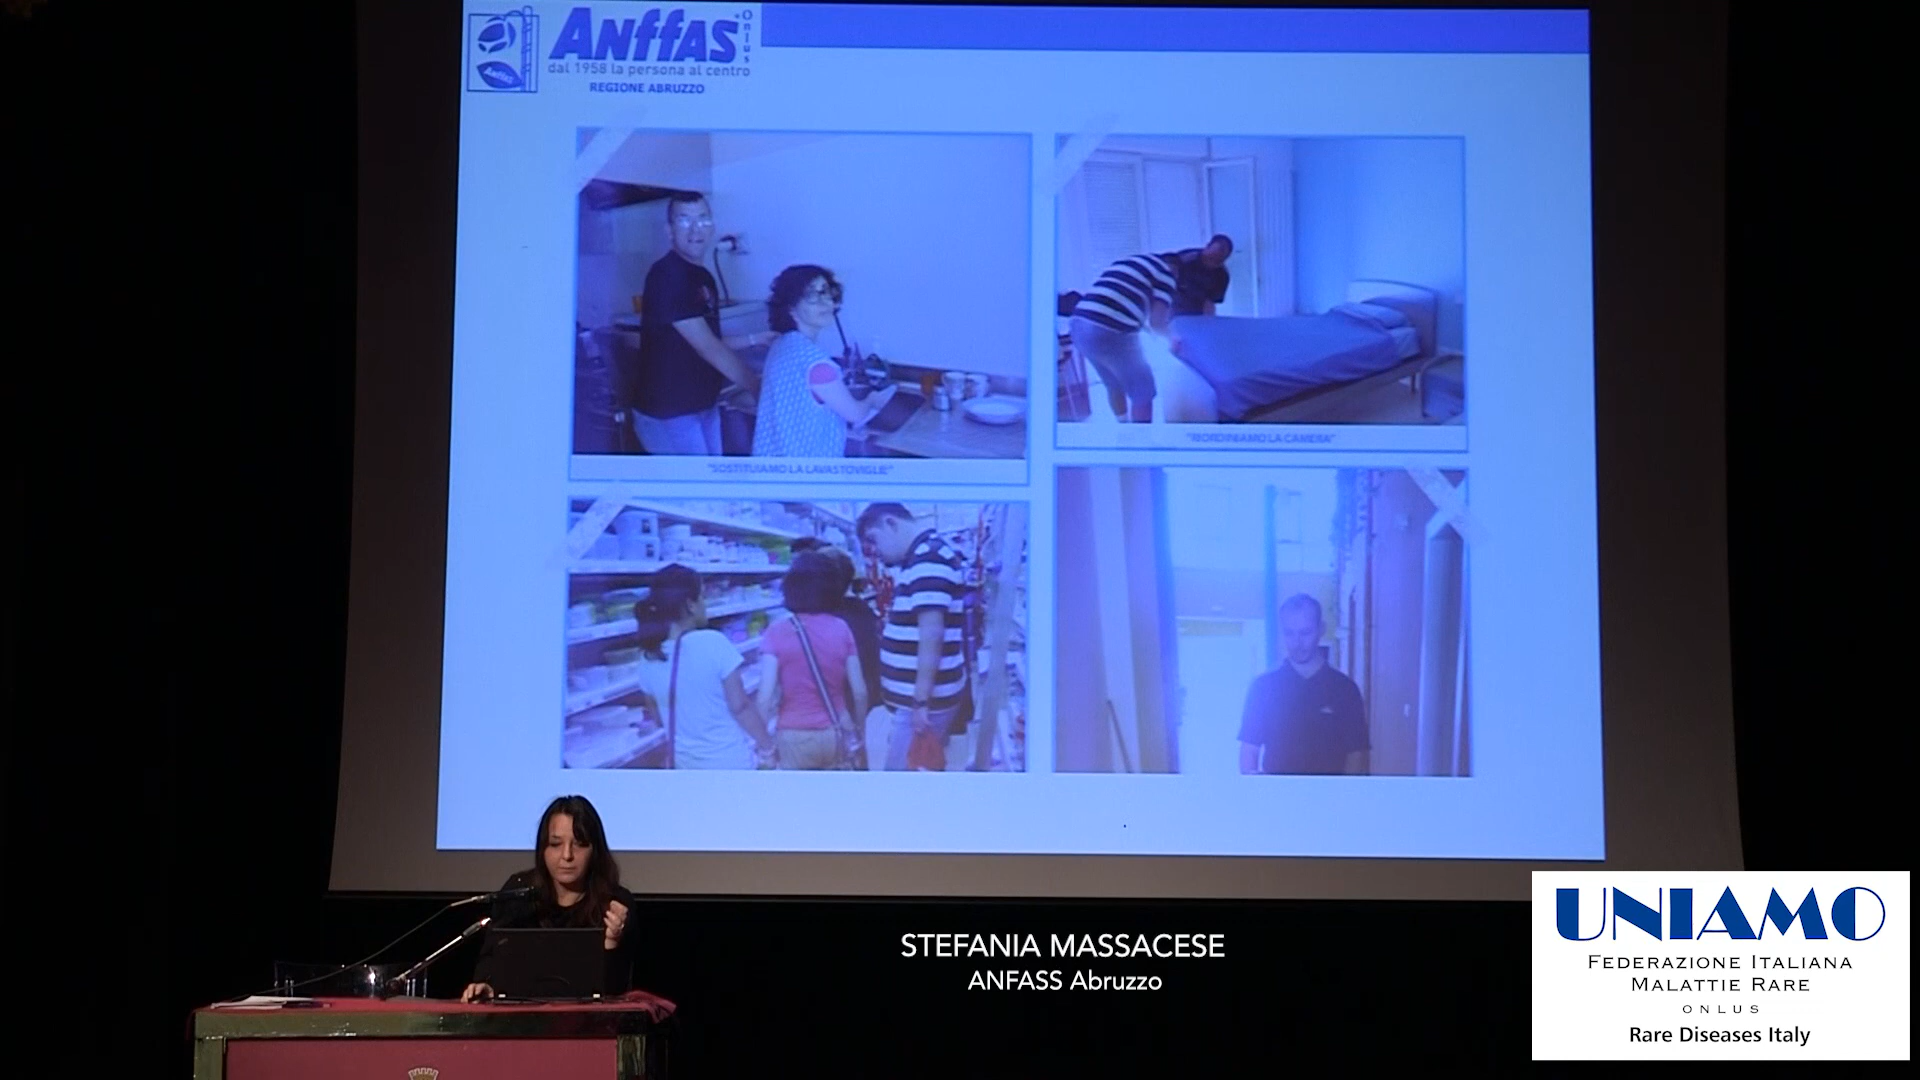 Anffas
Onlus
dal 1958 la persona al centro
REGIONE ABRUZZO
Anffas
"SOSTITUIAMO LA LAVASTOVIGLIE"
"RIORDINIAMO LA CAMERA"
STEFANIA MASSACESE
ANFASS Abruzzo
UNIAMO
FEDERAZIONE ITALIANA
MALATTIE RARE
ONLUS
Rare Diseases Italy